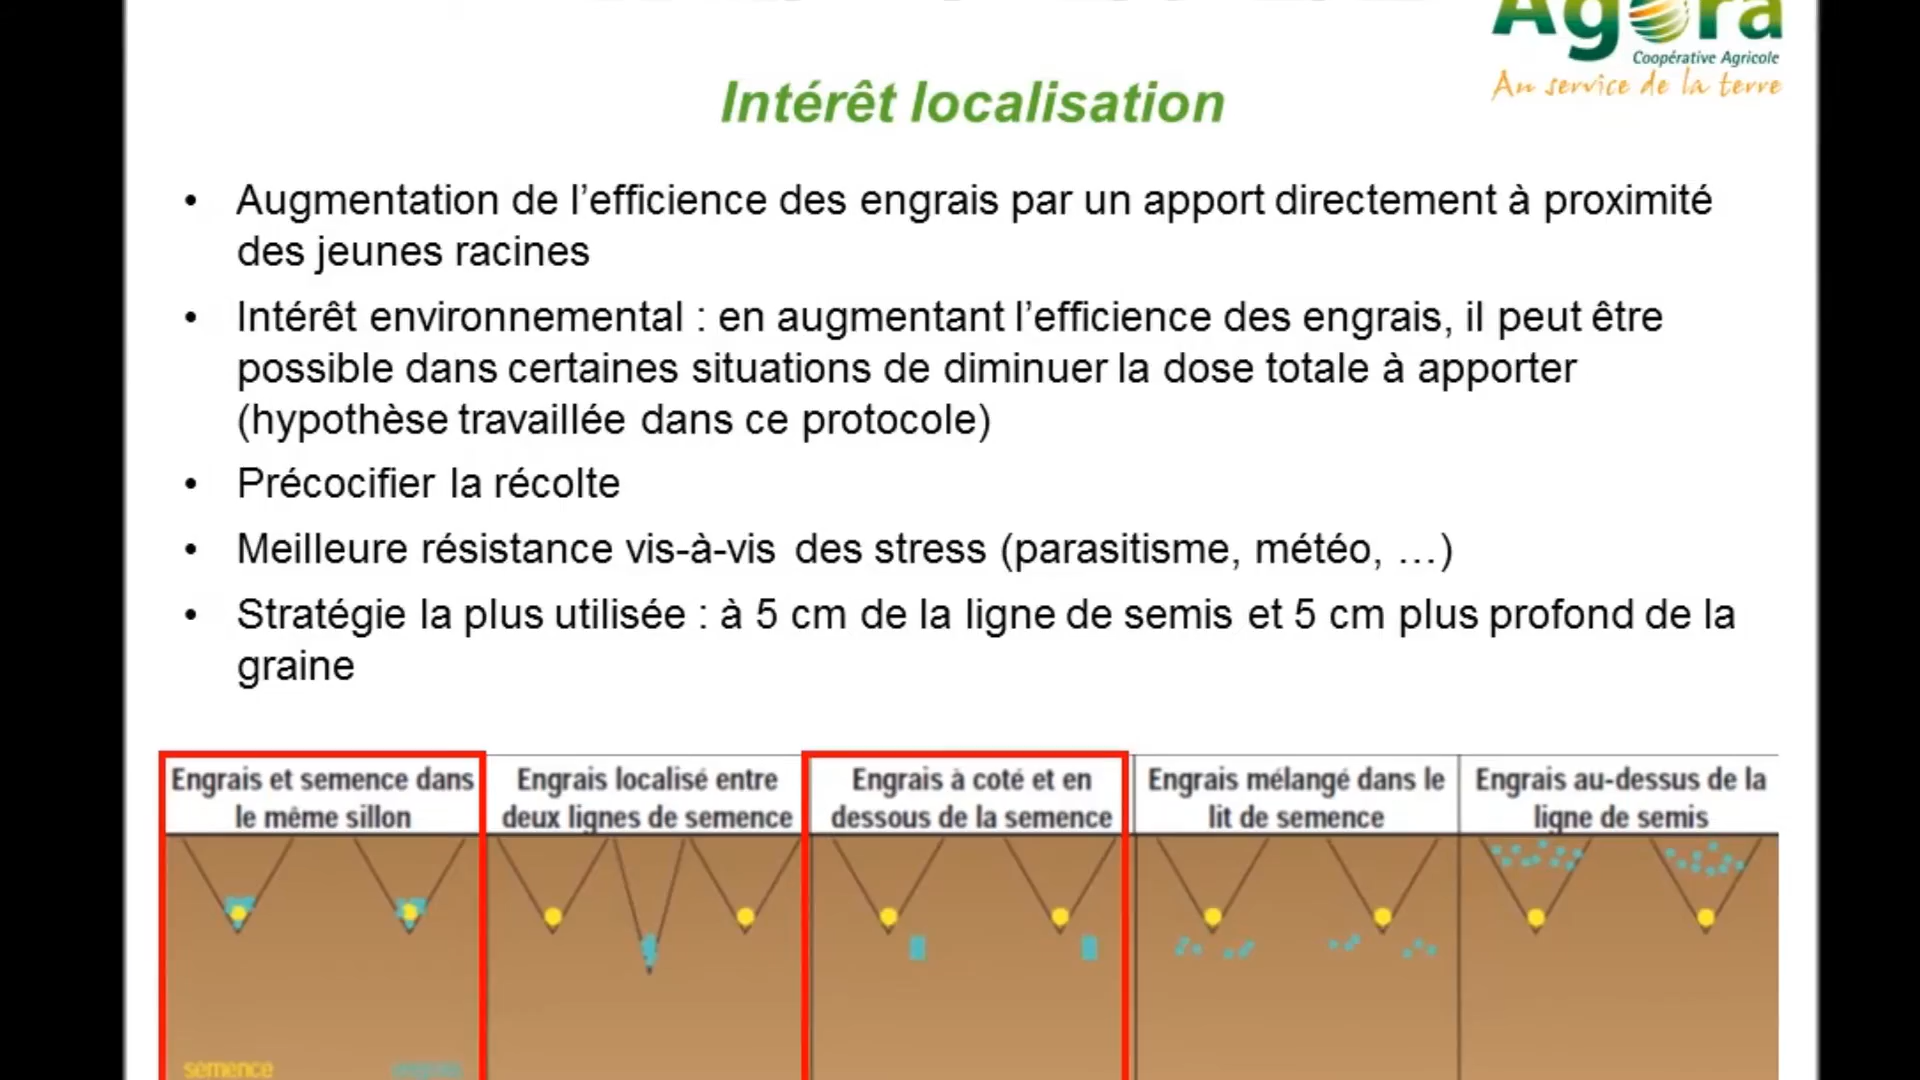 Agora
Coopérative Agricole
Au service de la terre
Intérêt localisation
• Augmentation de l’efficience des engrais par un apport directement à proximité
des jeunes racines
• Intérêt environnemental : en augmentant l’efficience des engrais, il peut être
possible dans certaines situations de diminuer la dose totale à apporter
(hypothèse travaillée dans ce protocole)
• Précocifier la récolte
• Meilleure résistance vis-à-vis des stress (parasitisme, météo, …)
• Stratégie la plus utilisée : à 5 cm de la ligne de semis et 5 cm plus profond de la
graine
Engrais et semence dans
le même sillon
Engrais localisé entre
deux lignes de semence
Engrais à coté et en
dessous de la semence
Engrais mélangé dans le
lit de semence
Engrais au-dessus de la
ligne de semis
semence